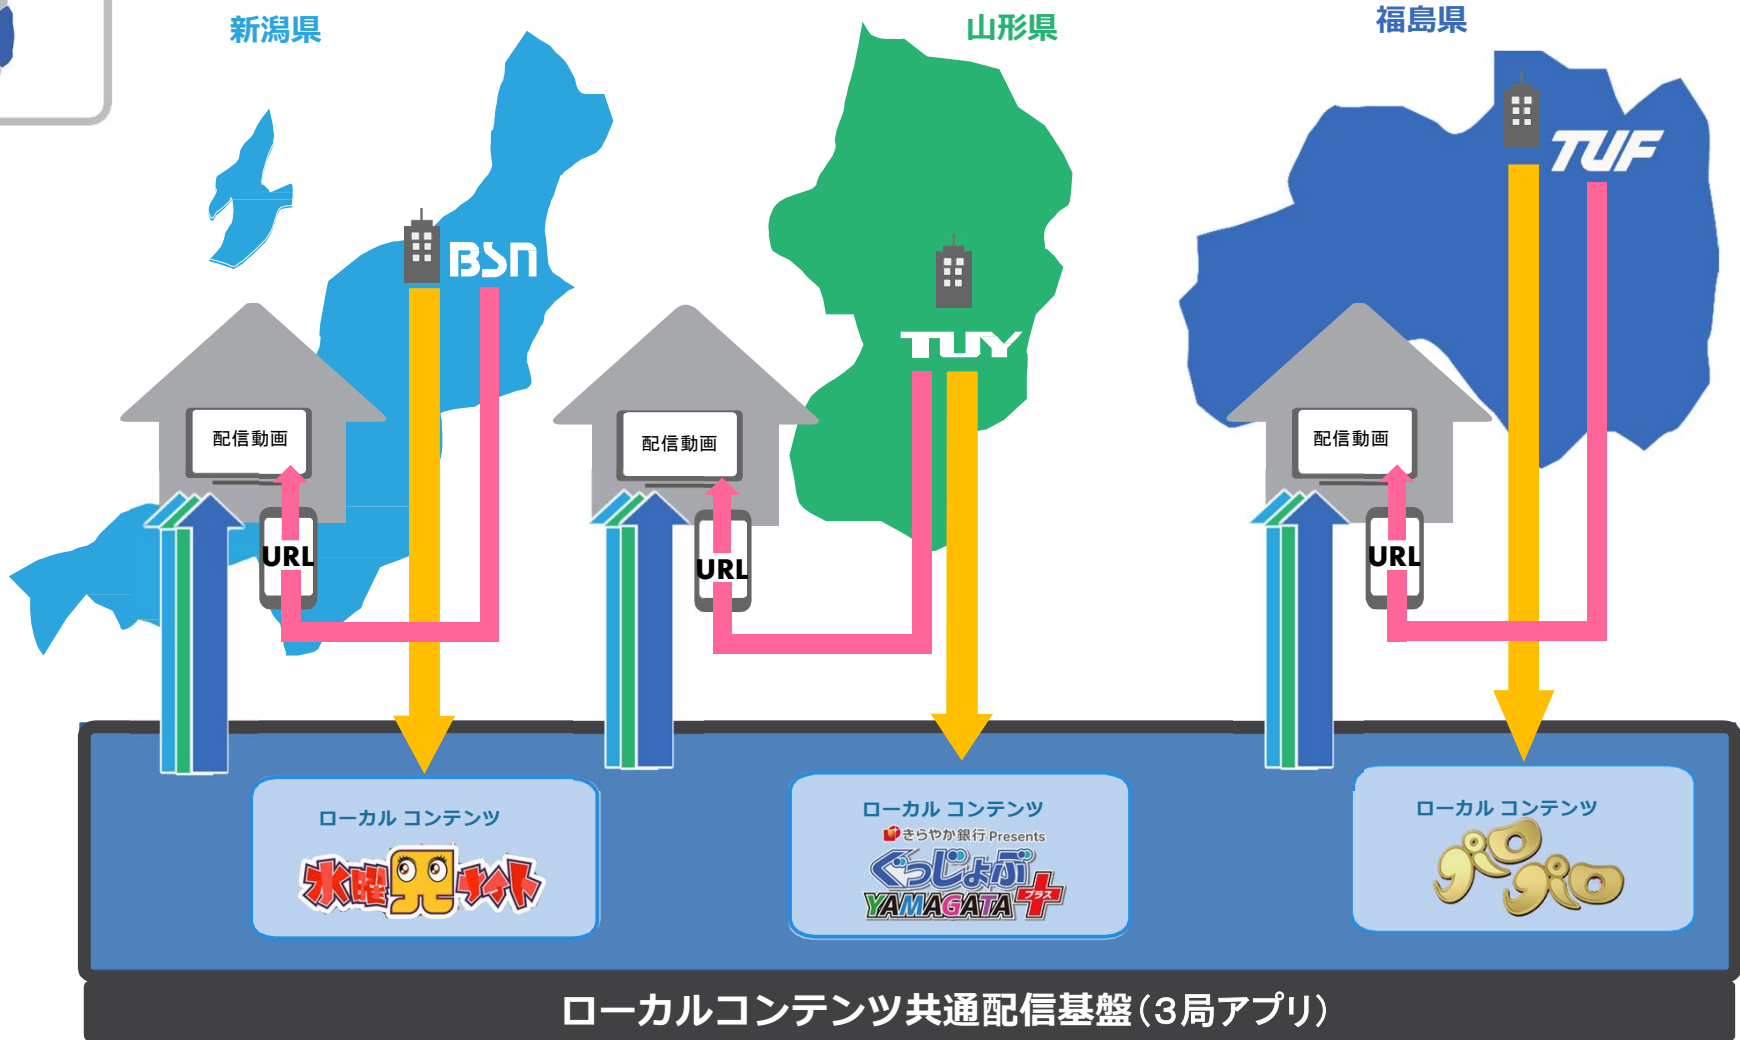 新潟県
山形県
福島県
BSN
TUY
TUF
配信動画
URL
配信動画
URL
配信動画
URL
ローカル コンテンツ
水曜見ナイト
ローカル コンテンツ
きらやか銀行 Presents
ぐっじょぶ
YAMAGATA
プラス
ローカル コンテンツ
パロパロ
ローカルコンテンツ共通配信基盤（3局アプリ）